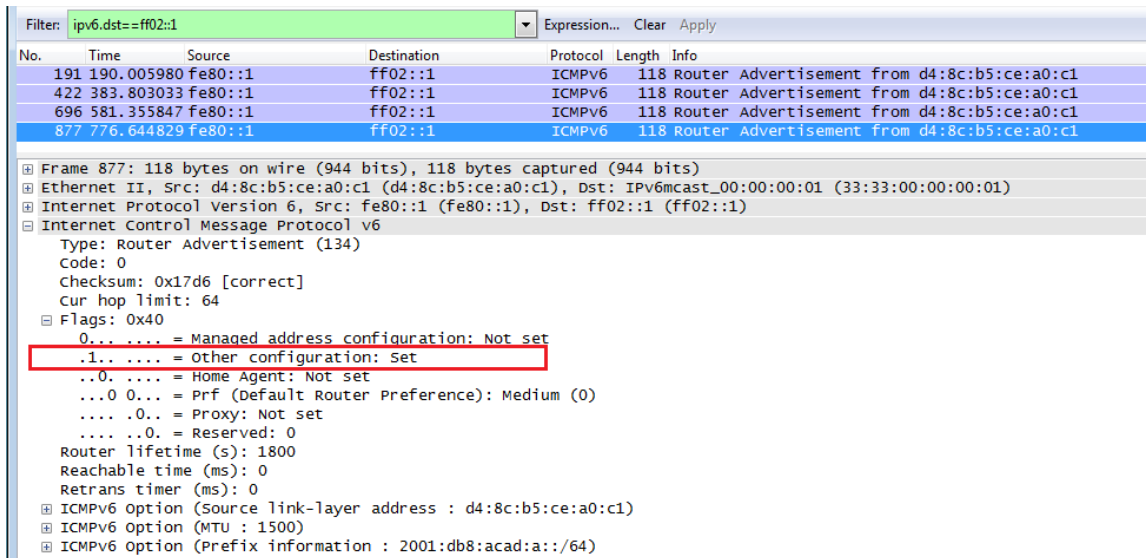 Filter: ipv6.dst==ff02::1 Expression... Clear Apply
No. Time Source Destination Protocol Length Info
191 190.005980 fe80::1 ff02::1 ICMPv6 118 Router Advertisement from d4:8c:b5:ce:a0:c1
422 383.803033 fe80::1 ff02::1 ICMPv6 118 Router Advertisement from d4:8c:b5:ce:a0:c1
696 581.355847 fe80::1 ff02::1 ICMPv6 118 Router Advertisement from d4:8c:b5:ce:a0:c1
877 776.644829 fe80::1 ff02::1 ICMPv6 118 Router Advertisement from d4:8c:b5:ce:a0:c1
Frame 877: 118 bytes on wire (944 bits), 118 bytes captured (944 bits)
Ethernet II, Src: d4:8c:b5:ce:a0:c1 (d4:8c:b5:ce:a0:c1), Dst: IPv6mcast_00:00:00:01 (33:33:00:00:00:01)
Internet Protocol Version 6, Src: fe80::1 (fe80::1), Dst: ff02::1 (ff02::1)
Internet Control Message Protocol v6
Type: Router Advertisement (134)
Code: 0
Checksum: 0x17d6 [correct]
Cur hop limit: 64
Flags: 0x40
0... .... = Managed address configuration: Not set
.1.. .... = Other configuration: Set
..0. .... = Home Agent: Not set
...0 0... = Prf (Default Router Preference): Medium (0)
.... .0.. = Proxy: Not set
.... ..0. = Reserved: 0
Router lifetime (s): 1800
Reachable time (ms): 0
Retrans timer (ms): 0
ICMPv6 Option (Source link-layer address : d4:8c:b5:ce:a0:c1)
ICMPv6 Option (MTU : 1500)
ICMPv6 Option (Prefix information : 2001:db8:acad:a::/64)